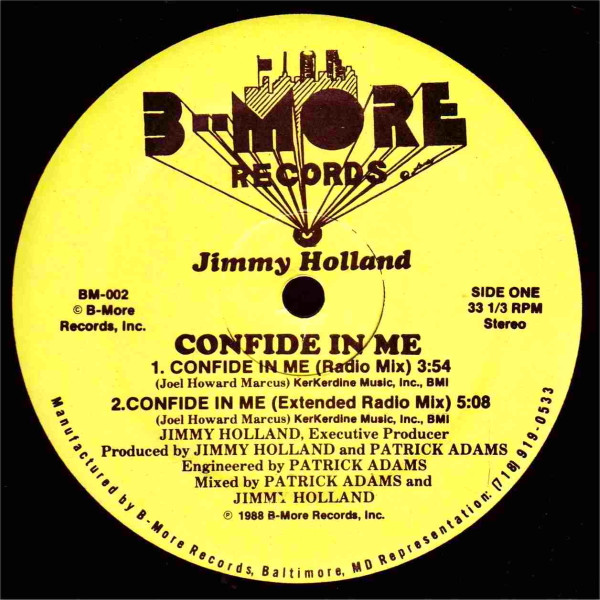 B-MORE
RECORDS
Jimmy Holland
BM-002
© B-More
Records, Inc.
SIDE ONE
33 1/3 RPM
Stereo
CONFIDE IN ME
1. CONFIDE IN ME (Radio Mix) 3:54
(Joel Howard Marcus) KerKerdine Music, Inc., BMI
2.CONFIDE IN ME (Extended Radio Mix) 5:08
(Joel Howard Marcus) KerKerdine Music, Inc., BMI
JIMMY HOLLAND, Executive Producer
Produced by JIMMY HOLLAND and PATRICK ADAMS
Engineered by PATRICK ADAMS
Mixed by PATRICK ADAMS and
JIMMY HOLLAND
℗ 1988 B-More Records, Inc.
Manufactured by B-More Records, Baltimore, MD Representation: (718) 919-0533